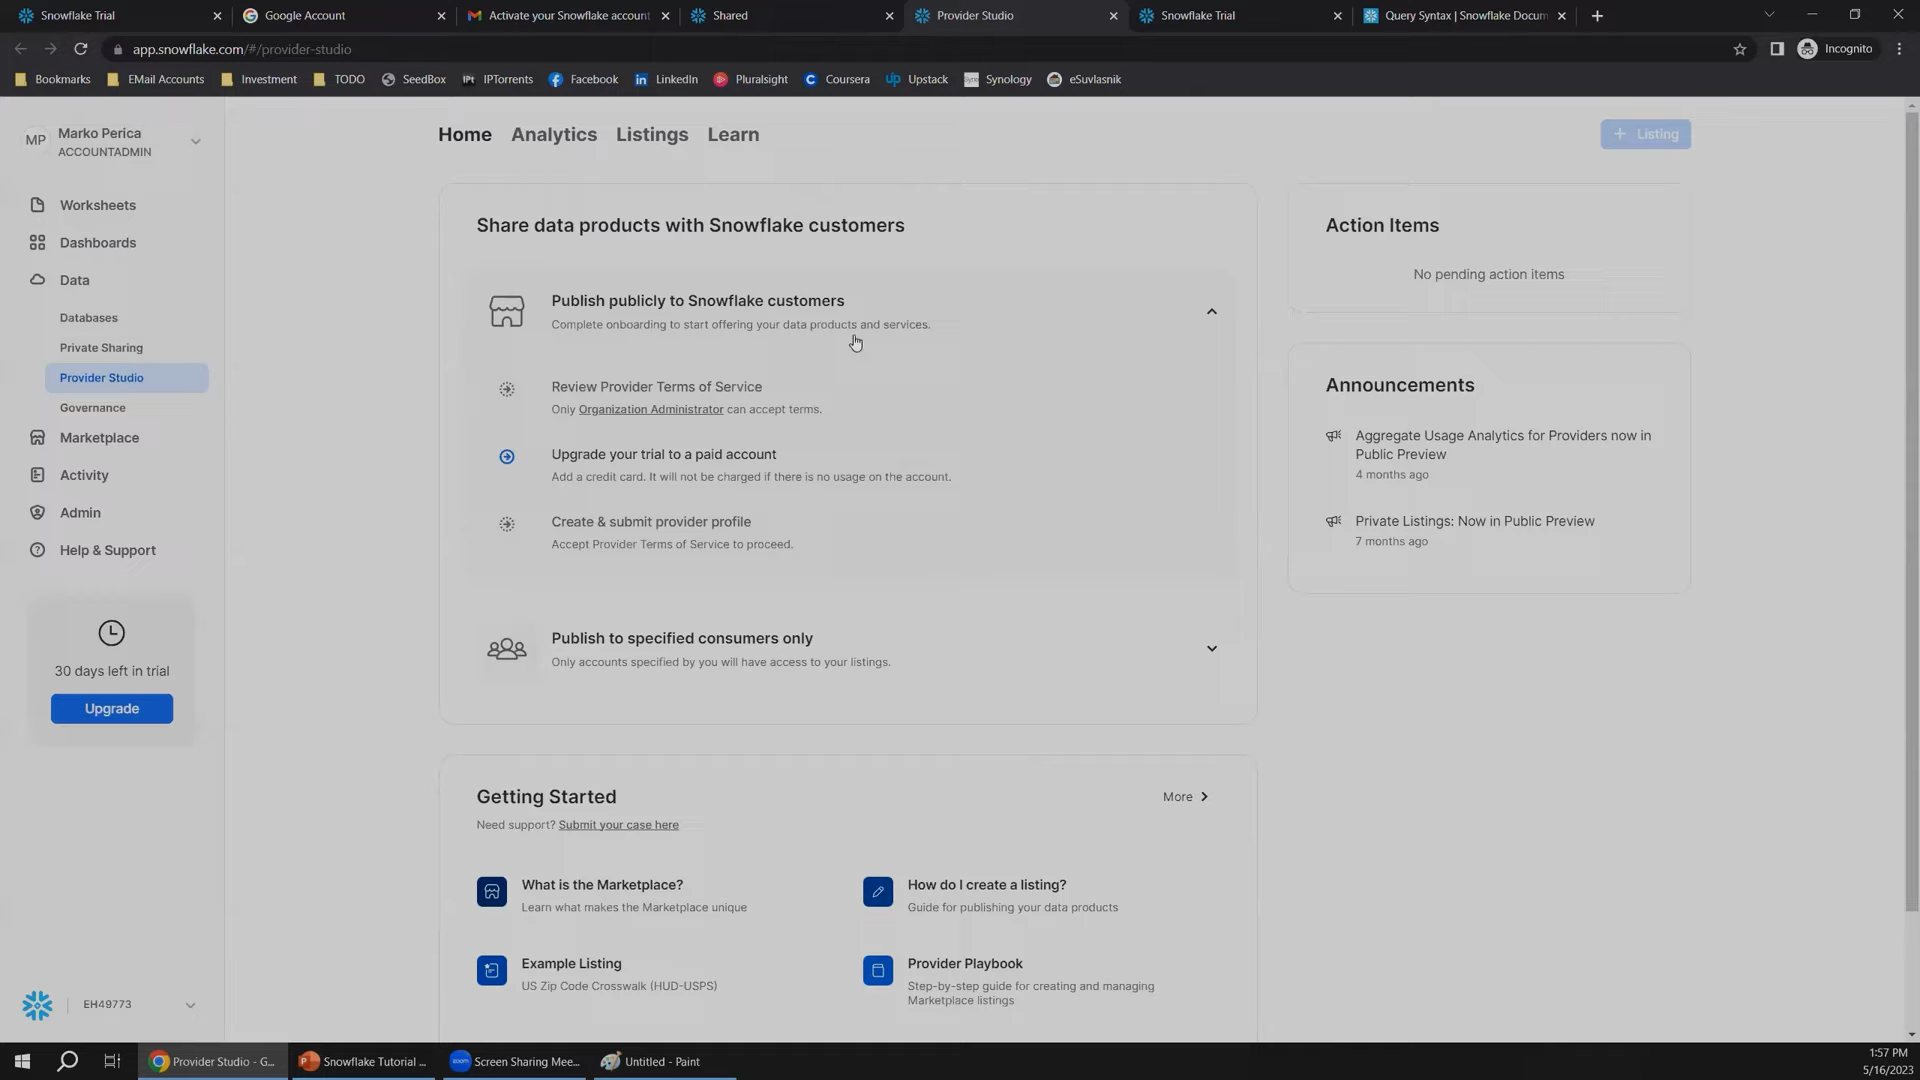 Snowflake Trial
Google Account
Activate your Snowflake account
Shared
Provider Studio
Snowflake Trial
Query Syntax | Snowflake Docum
app.snowflake.com/#/provider-studio
Incognito
Bookmarks
EMail Accounts
Investment
TODO
SeedBox
IPt IPTorrents
Facebook
in LinkedIn
Pluralsight
C Coursera
up Upstack
Syno Synology
eSuvlasnik
MP
Marko Perica
ACCOUNTADMIN
Worksheets
Dashboards
Data
Databases
Private Sharing
Provider Studio
Governance
Marketplace
Activity
Admin
Help & Support
30 days left in trial
Upgrade
EH49773
Home
Analytics
Listings
Learn
+ Listing
Share data products with Snowflake customers
Publish publicly to Snowflake customers
Complete onboarding to start offering your data products and services.
Review Provider Terms of Service
Only Organization Administrator can accept terms.
Upgrade your trial to a paid account
Add a credit card. It will not be charged if there is no usage on the account.
Create & submit provider profile
Accept Provider Terms of Service to proceed.
Publish to specified consumers only
Only accounts specified by you will have access to your listings.
Action Items
No pending action items
Announcements
Aggregate Usage Analytics for Providers now in
Public Preview
4 months ago
Private Listings: Now in Public Preview
7 months ago
Getting Started
More
Need support? Submit your case here
What is the Marketplace?
Learn what makes the Marketplace unique
How do I create a listing?
Guide for publishing your data products
Example Listing
US Zip Code Crosswalk (HUD-USPS)
Provider Playbook
Step-by-step guide for creating and managing
Marketplace listings
Provider Studio - G...
Snowflake Tutorial ...
zoom
Screen Sharing Mee...
Untitled - Paint
1:57 PM
5/16/2023